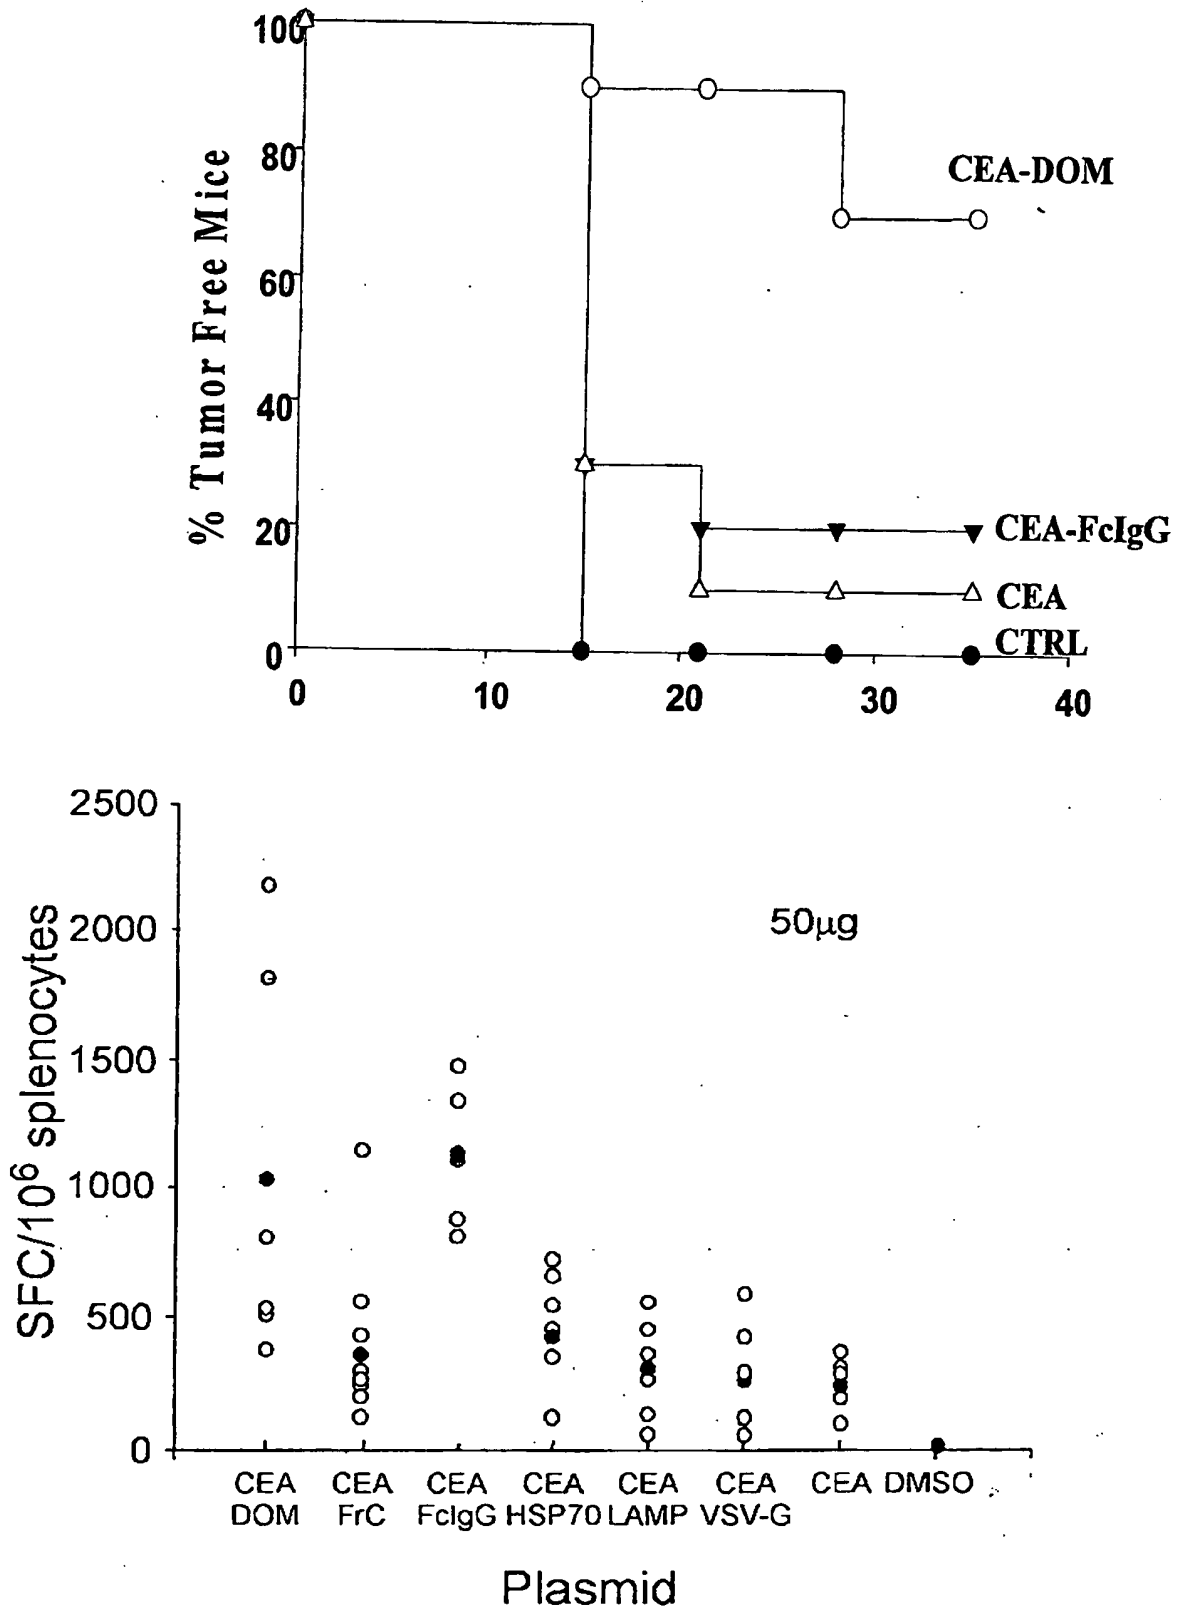 100
80
60
40
20
0
% Tumor Free Mice
CEA-DOM
CEA-FcIgG
CEA
CTRL
0 10 20 30 40
2500
2000
1500
1000
500
0
SFC/10⁶ splenocytes
50µg
CEA CEA CEA CEA CEA CEA CEA DMSO
DOM FrC FcIgG HSP70 LAMP VSV-G
Plasmid